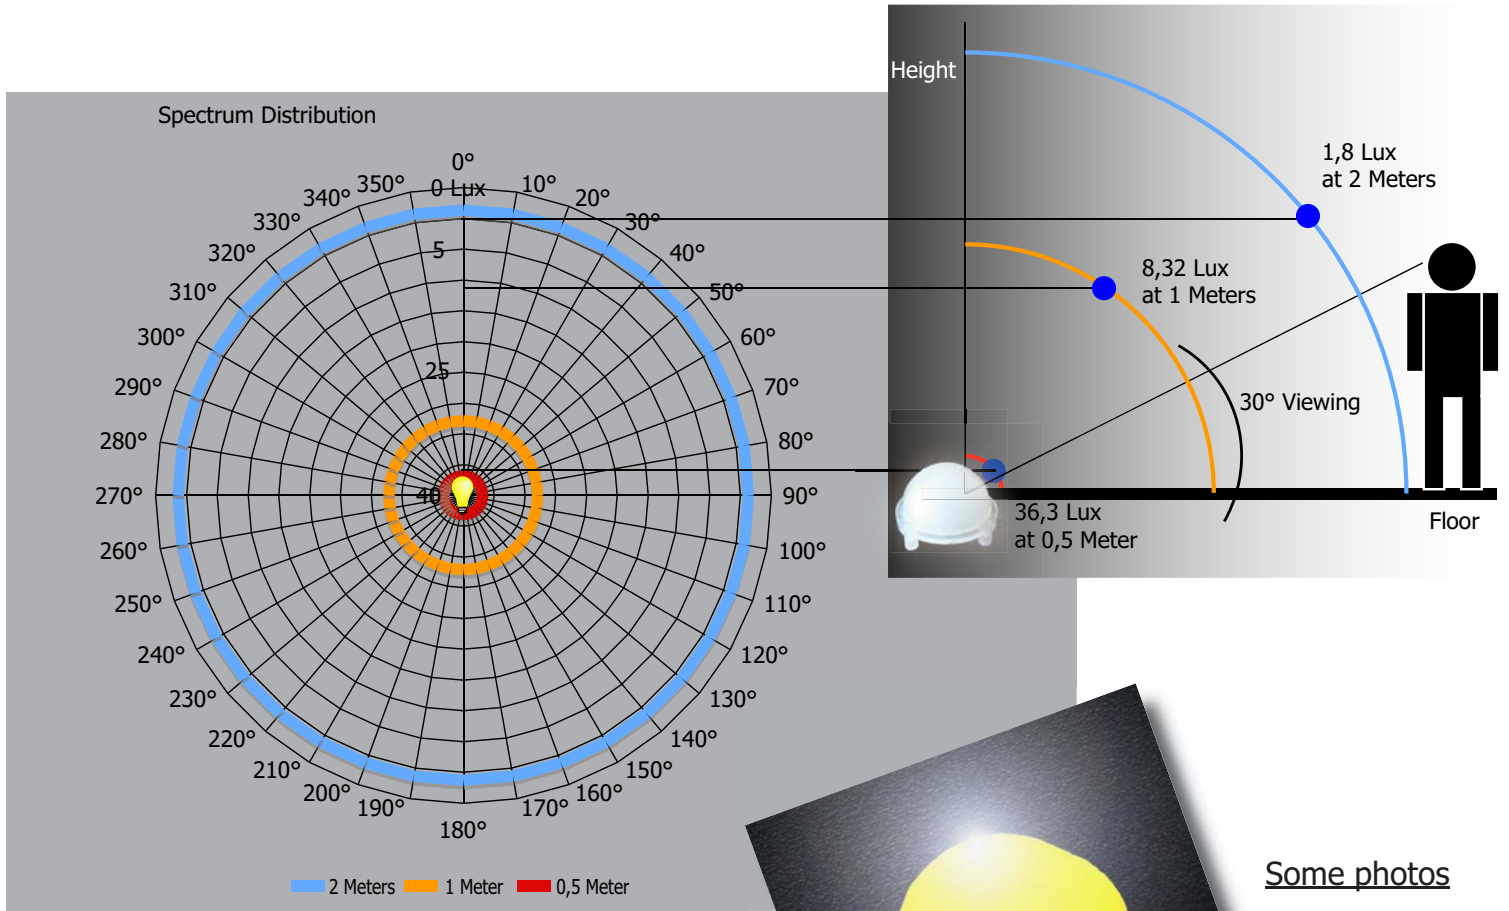 Spectrum Distribution
0°
0 Lux
10°
20°
30°
40°
50°
60°
70°
80°
90°
100°
110°
120°
130°
140°
150°
160°
170°
180°
190°
200°
210°
220°
230°
240°
250°
260°
270°
280°
290°
300°
310°
320°
330°
340°
350°
5
25
40
2 Meters
1 Meter
0,5 Meter
Height
1,8 Lux
at 2 Meters
8,32 Lux
at 1 Meters
30° Viewing
36,3 Lux
at 0,5 Meter
Floor
Some photos